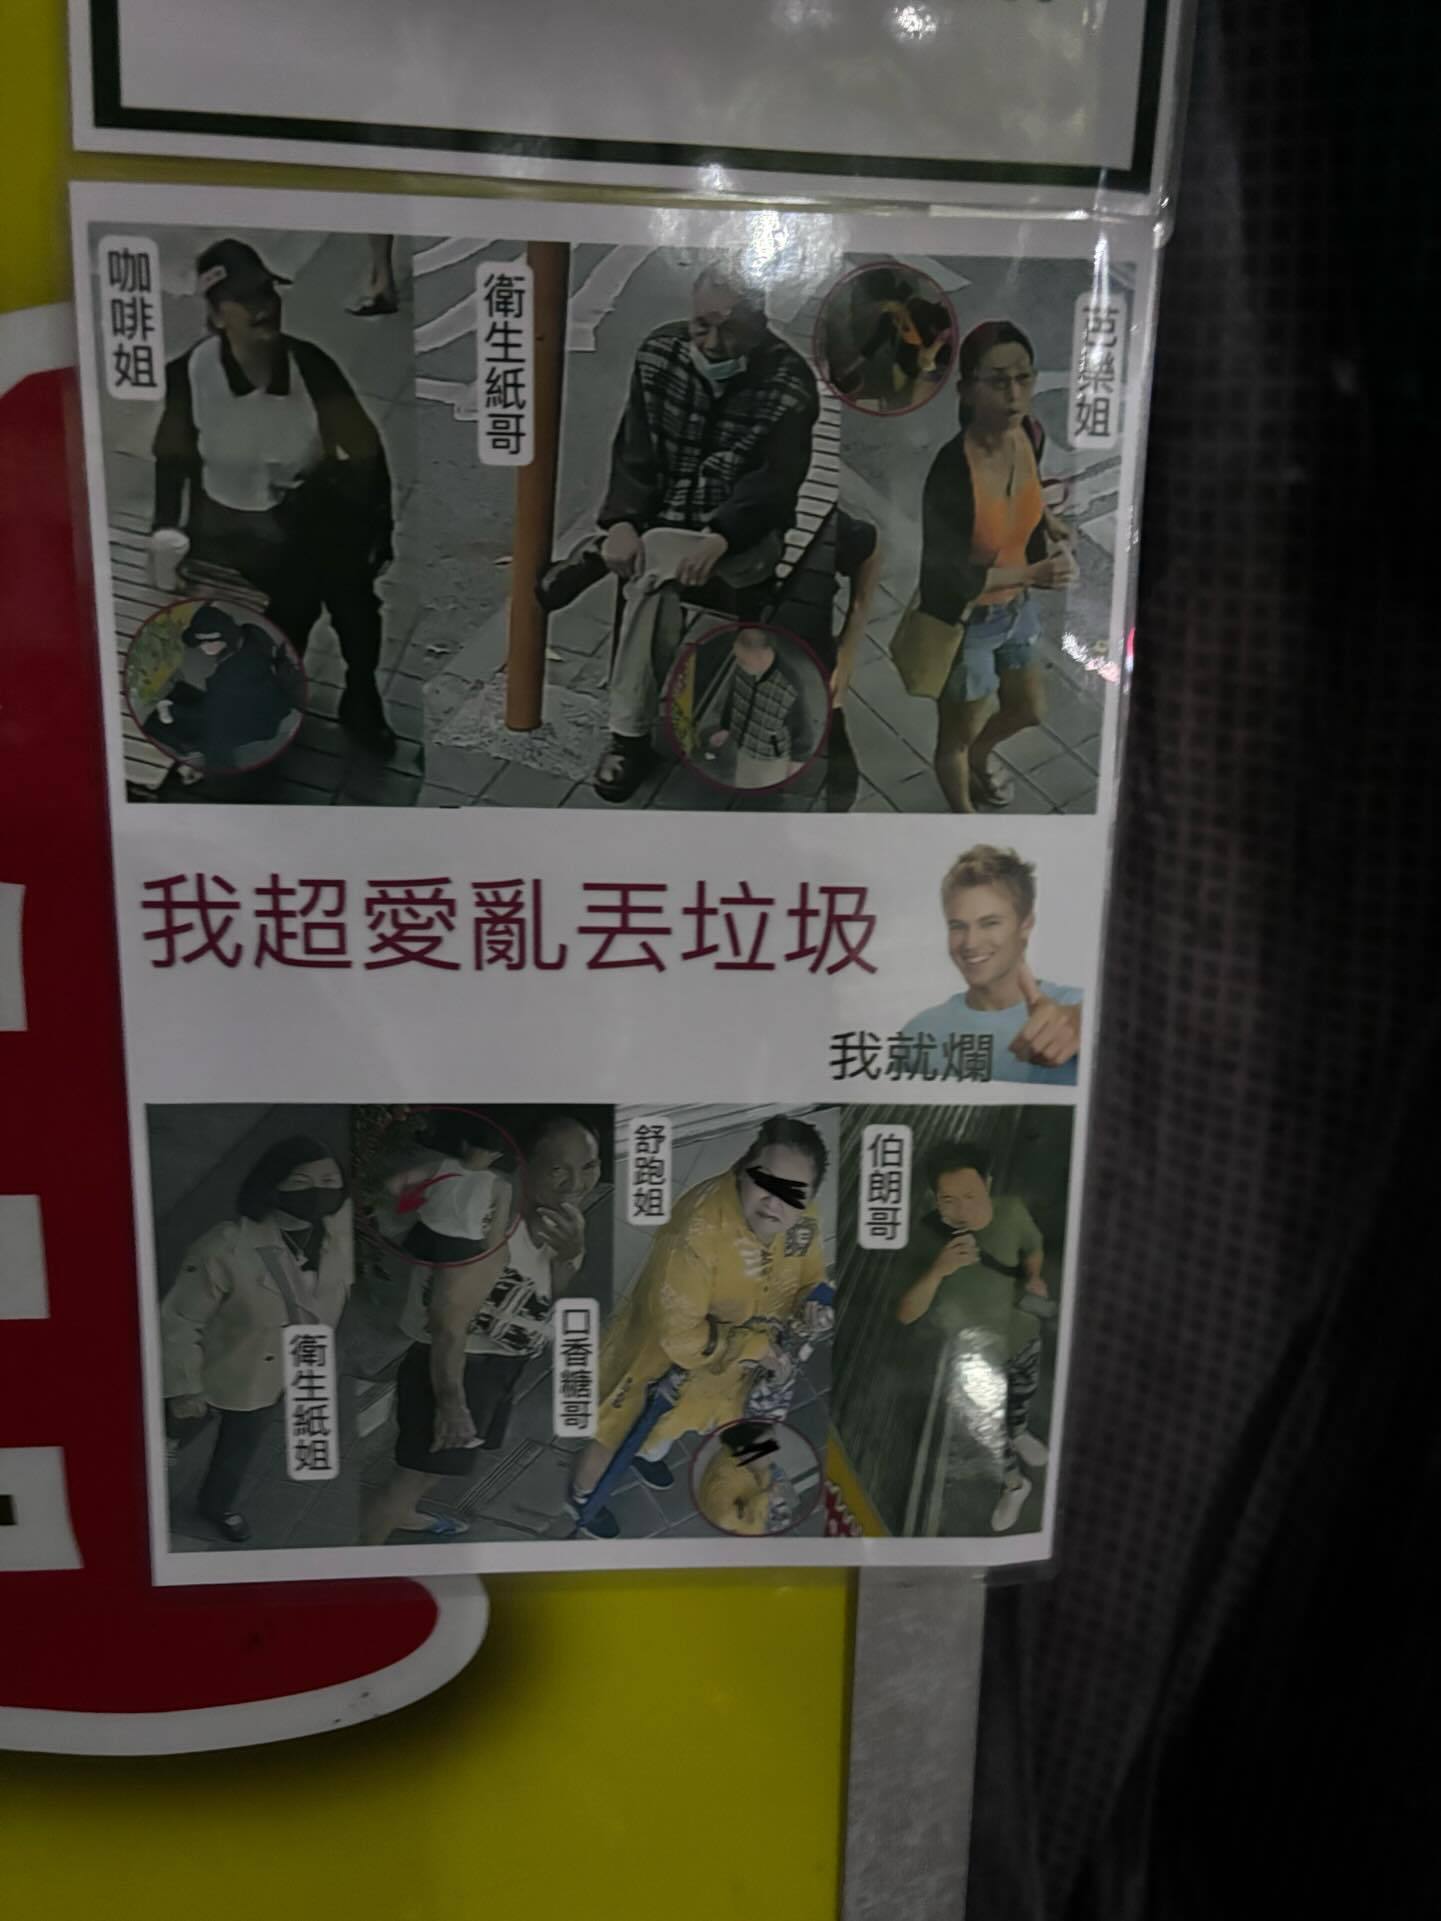 咖啡姐
衛生紙哥
芭樂姐
我超愛亂丟垃圾
我就爛
衛生紙姐
口香糖哥
舒跑姐
伯朗哥